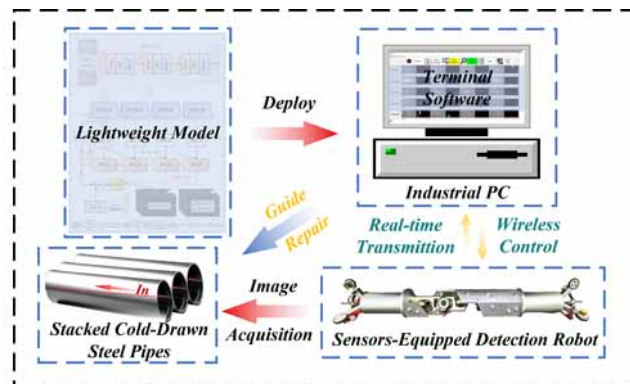 Lightweight Model
Deploy
Terminal
Software
Industrial PC
Guide
Repair
Real-time
Transmittion
Wireless
Control
In
Image
Acquisition
Stacked Cold-Drawn
Steel Pipes
Sensors-Equipped Detection Robot